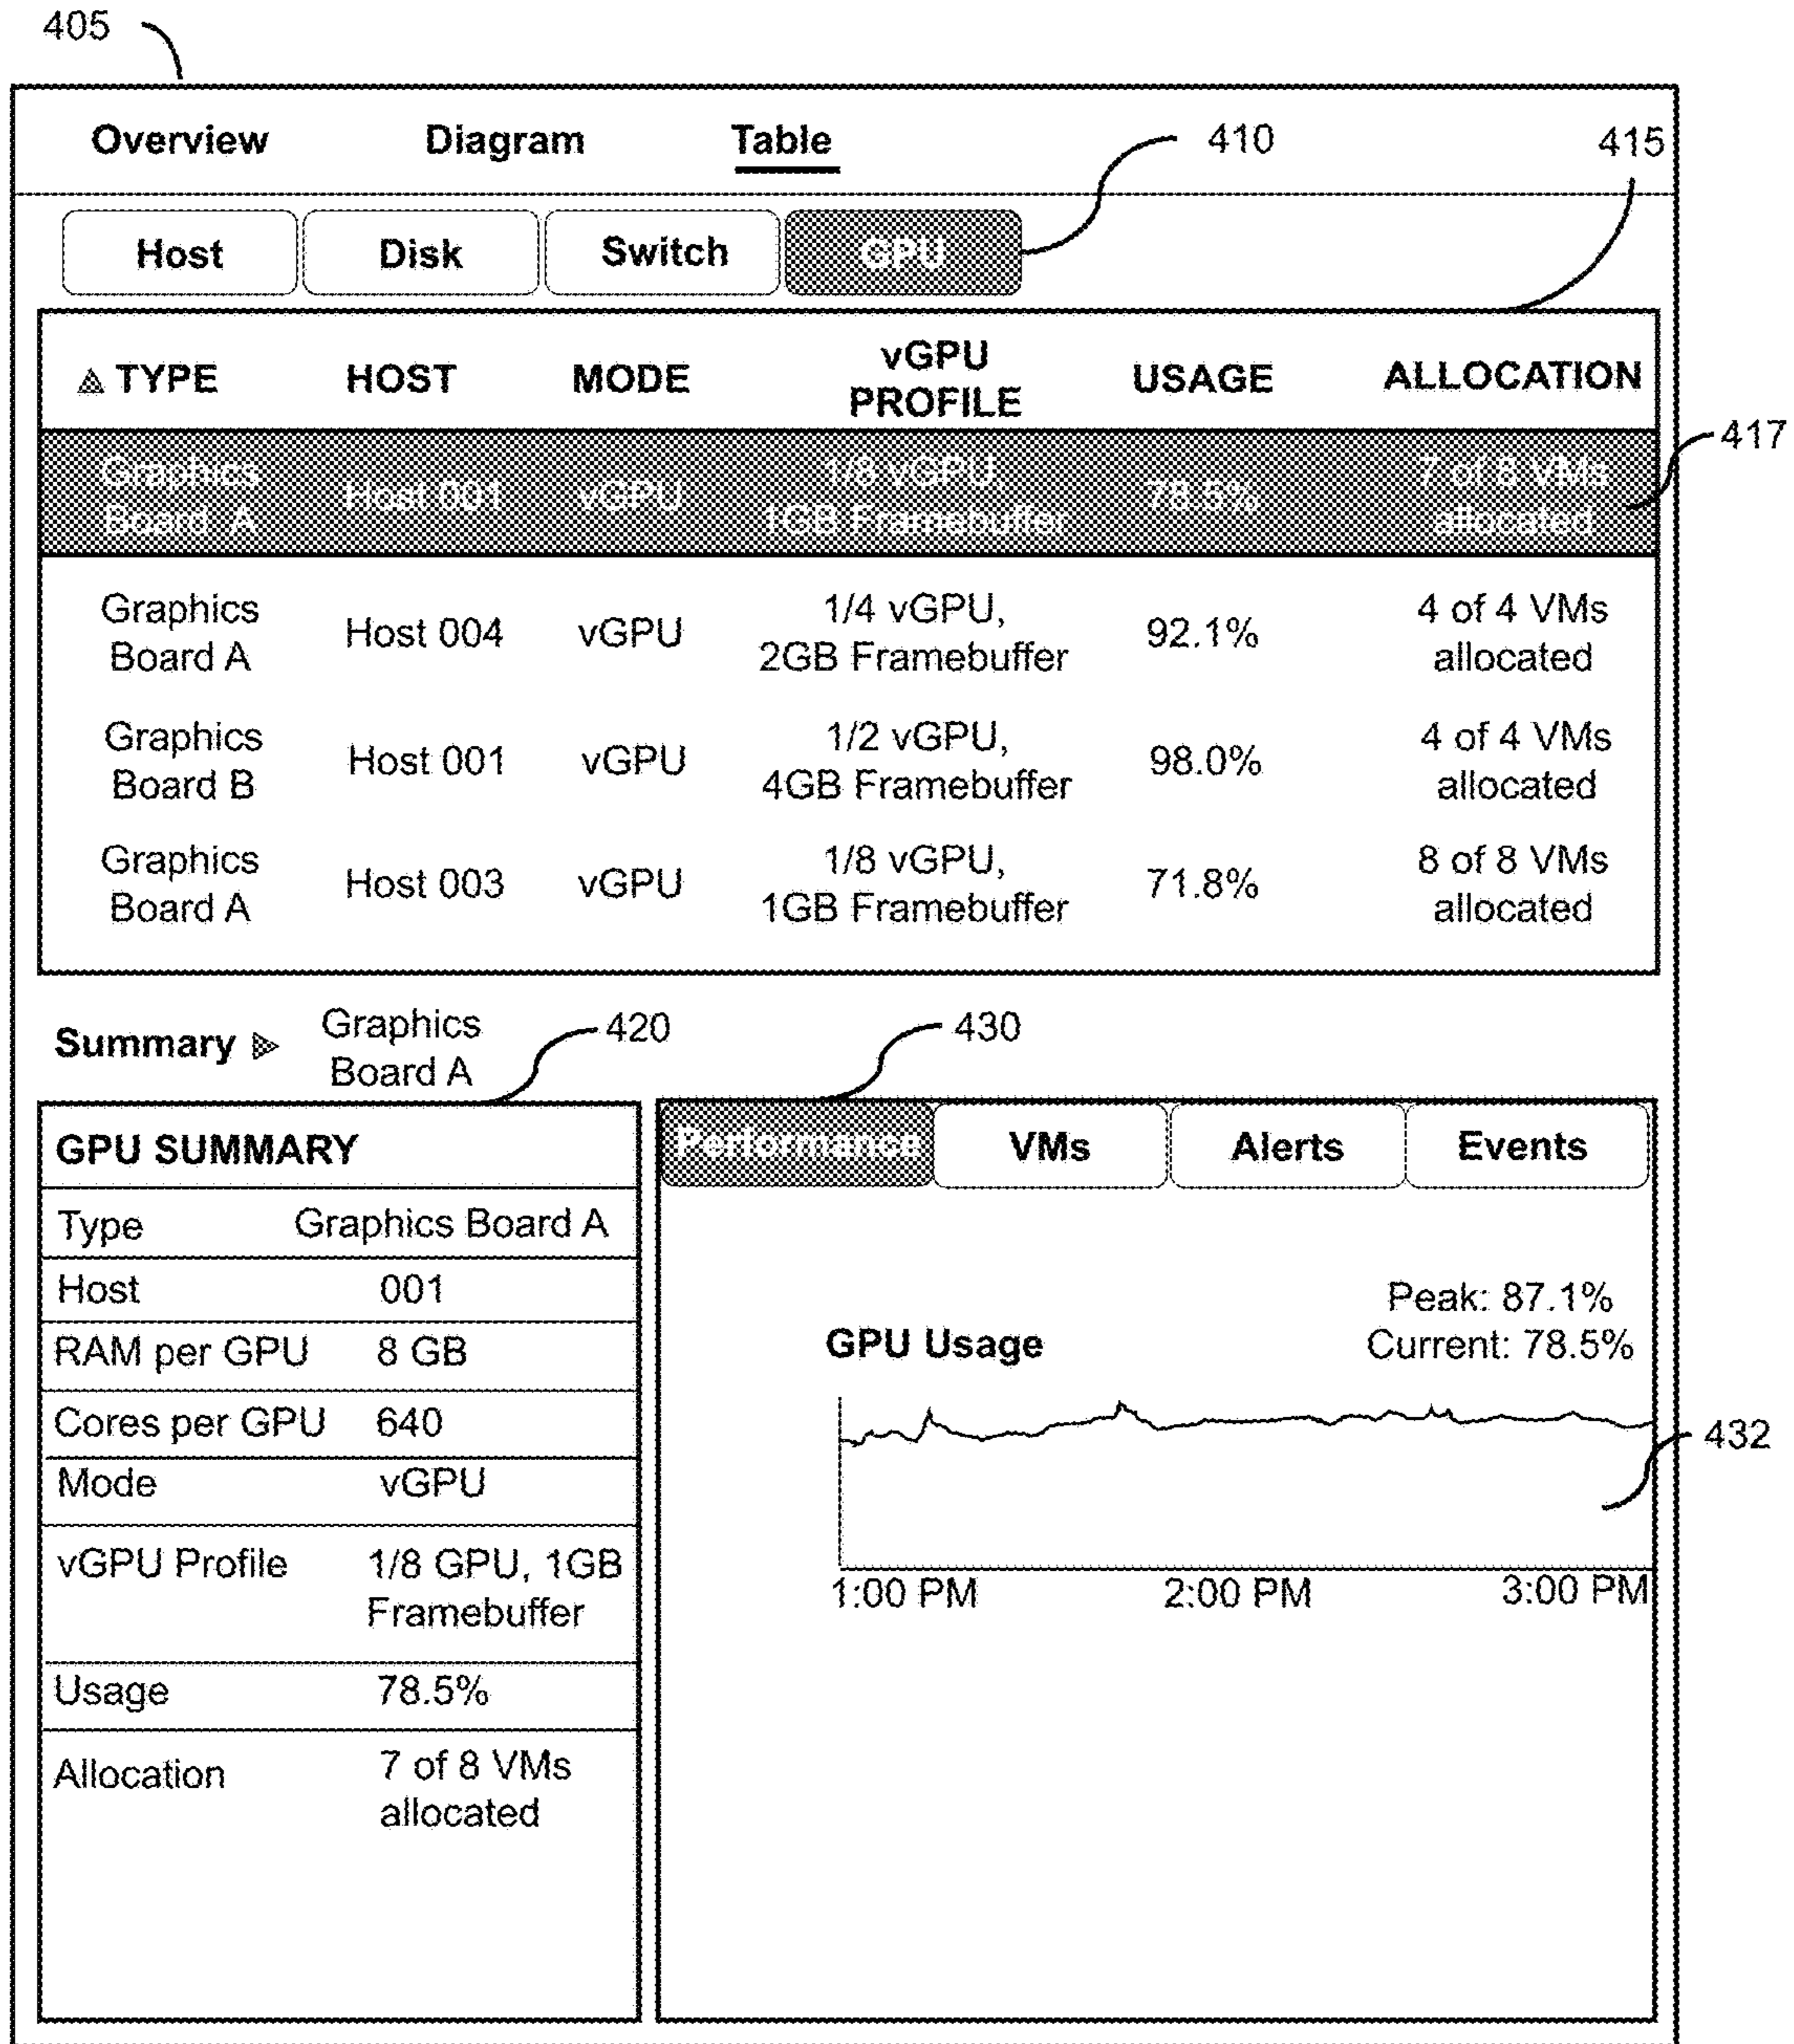 405
Overview Diagram Table 410 415
Host Disk Switch GPU
TYPE HOST MODE vGPU PROFILE USAGE ALLOCATION
417
Graphics Board A Host 001 vGPU 1/8 vGPU, 1GB Framebuffer 78.5% 7 of 8 VMs allocated
Graphics Board A Host 004 vGPU 1/4 vGPU, 2GB Framebuffer 92.1% 4 of 4 VMs allocated
Graphics Board B Host 001 vGPU 1/2 vGPU, 4GB Framebuffer 98.0% 4 of 4 VMs allocated
Graphics Board A Host 003 vGPU 1/8 vGPU, 1GB Framebuffer 71.8% 8 of 8 VMs allocated
Summary Graphics Board A 420 430
GPU SUMMARY
Type Graphics Board A
Host 001
RAM per GPU 8 GB
Cores per GPU 640
Mode vGPU
vGPU Profile 1/8 GPU, 1GB
Framebuffer
Usage 78.5%
Allocation 7 of 8 VMs
allocated
Performance VMs Alerts Events
Peak: 87.1%
GPU Usage Current: 78.5%
432
1:00 PM 2:00 PM 3:00 PM